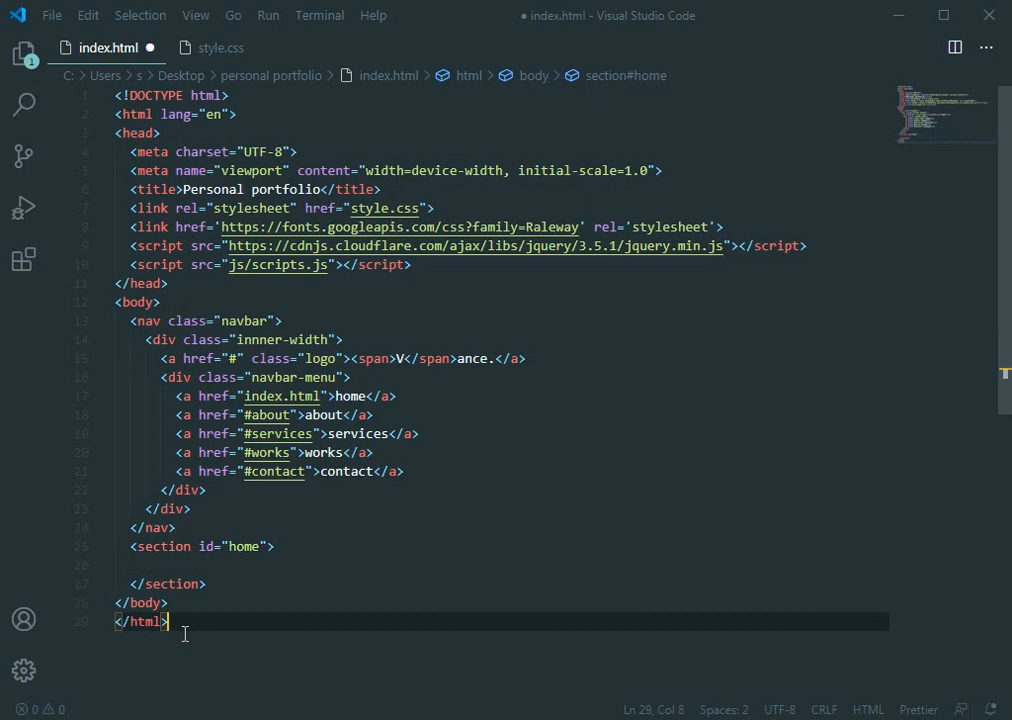 File Edit Selection View Go Run Terminal Help ● index.html - Visual Studio Code
index.html ● style.css
C: > Users > s > Desktop > personal portfolio > index.html > html > body > section#home
1 <!DOCTYPE html>
2 <html lang="en">
3 <head>
4 <meta charset="UTF-8">
5 <meta name="viewport" content="width=device-width, initial-scale=1.0">
6 <title>Personal portfolio</title>
7 <link rel="stylesheet" href="style.css">
8 <link href='https://fonts.googleapis.com/css?family=Raleway' rel='stylesheet'>
9 <script src="https://cdnjs.cloudflare.com/ajax/libs/jquery/3.5.1/jquery.min.js"></script>
10 <script src="js/scripts.js"></script>
11 </head>
12 <body>
13 <nav class="navbar">
14 <div class="innner-width">
15 <a href="#" class="logo"><span>V</span>ance.</a>
16 <div class="navbar-menu">
17 <a href="index.html">home</a>
18 <a href="#about">about</a>
19 <a href="#services">services</a>
20 <a href="#works">works</a>
21 <a href="#contact">contact</a>
22 </div>
23 </div>
24 </nav>
25 <section id="home">
26
27 </section>
28 </body>
29 </html>
1
0 0 Ln 29, Col 8 Spaces: 2 UTF-8 CRLF HTML Prettier